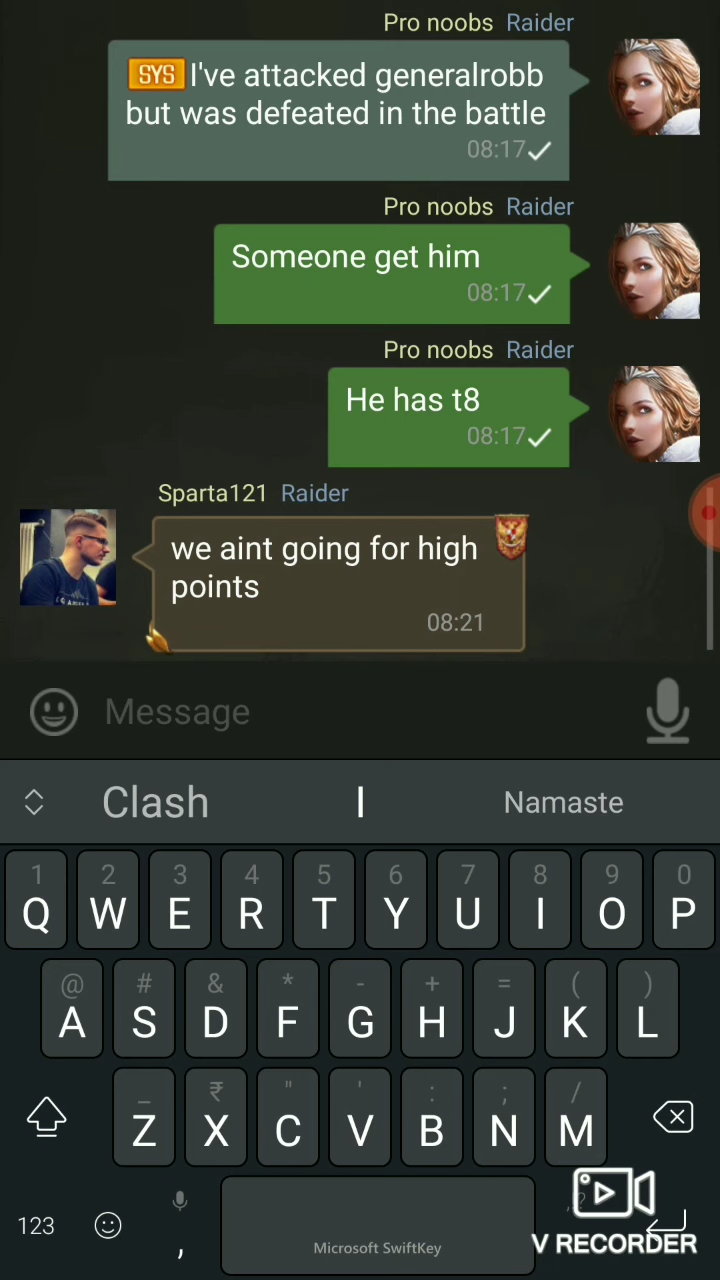 Pro noobs Raider
SYS I've attacked generalrobb
but was defeated in the battle
08:17
Pro noobs Raider
Someone get him
08:17
Pro noobs Raider
He has t8
08:17
Sparta121 Raider
we aint going for high
points
08:21
Message
Clash I Namaste
1 2 3 4 5 6 7 8 9 0
Q W E R T Y U I O P
@ # & * - + = ( )
A S D F G H J K L
_ ₹ " ' : ; /
Z X C V B N M
123 , Microsoft SwiftKey
V RECORDER